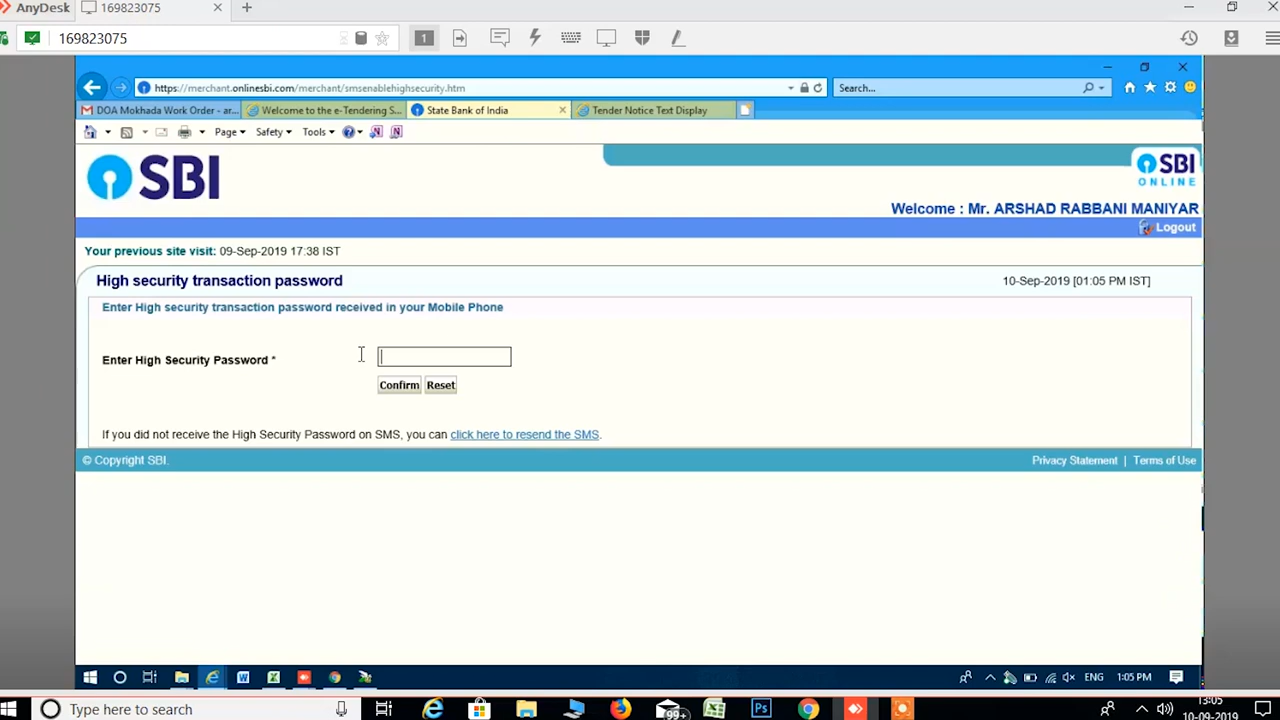 AnyDesk 169823075
169823075 1
https://merchant.onlinesbi.com/merchant/smsenablehighsecurity.htm Search...
DOA Mokhada Work Order - ar... Welcome to the e-Tendering S... State Bank of India Tender Notice Text Display
Page Safety Tools
SBI
SBI
ONLINE
Welcome : Mr. ARSHAD RABBANI MANIYAR
Logout
Your previous site visit: 09-Sep-2019 17:38 IST
High security transaction password 10-Sep-2019 [01:05 PM IST]
Enter High security transaction password received in your Mobile Phone
Enter High Security Password *
Confirm Reset
If you did not receive the High Security Password on SMS, you can click here to resend the SMS.
© Copyright SBI. Privacy Statement | Terms of Use
ENG 1:05 PM
Type here to search 99+ Ps 13:05
10-09-2019